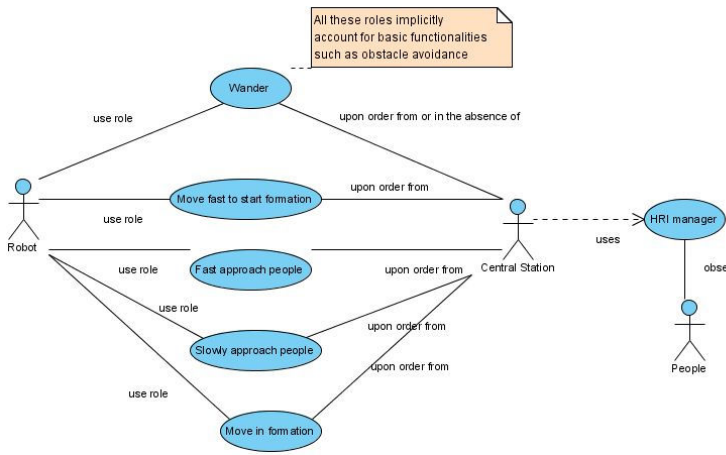 All these roles implicitly
account for basic functionalities
such as obstacle avoidance
Wander
use role
upon order from or in the absence of
Move fast to start formation
upon order from
use role
Robot
HRI manager
uses
Central Station
Fast approach people
use role
upon order from
obse
use role
Slowly approach people
upon order from
People
upon order from
use role
Move in formation